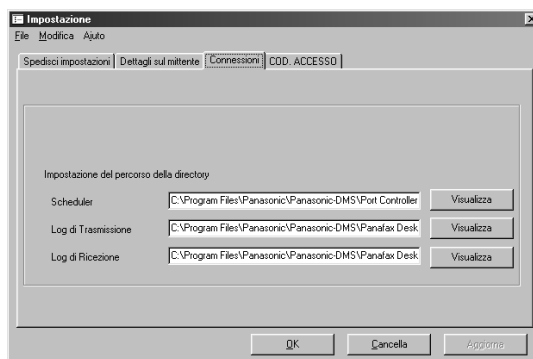 Impostazione
File Modifica Aiuto
Spedisci impostazioni Dettagli sul mittente Connessioni COD. ACCESSO
Impostazione del percorso della directory
Scheduler C:\Program Files\Panasonic\Panasonic-DMS\Port Controller Visualizza
Log di Trasmissione C:\Program Files\Panasonic\Panasonic-DMS\Panafax Desk Visualizza
Log di Ricezione C:\Program Files\Panasonic\Panasonic-DMS\Panafax Desk Visualizza
OK Cancella Aggiorna